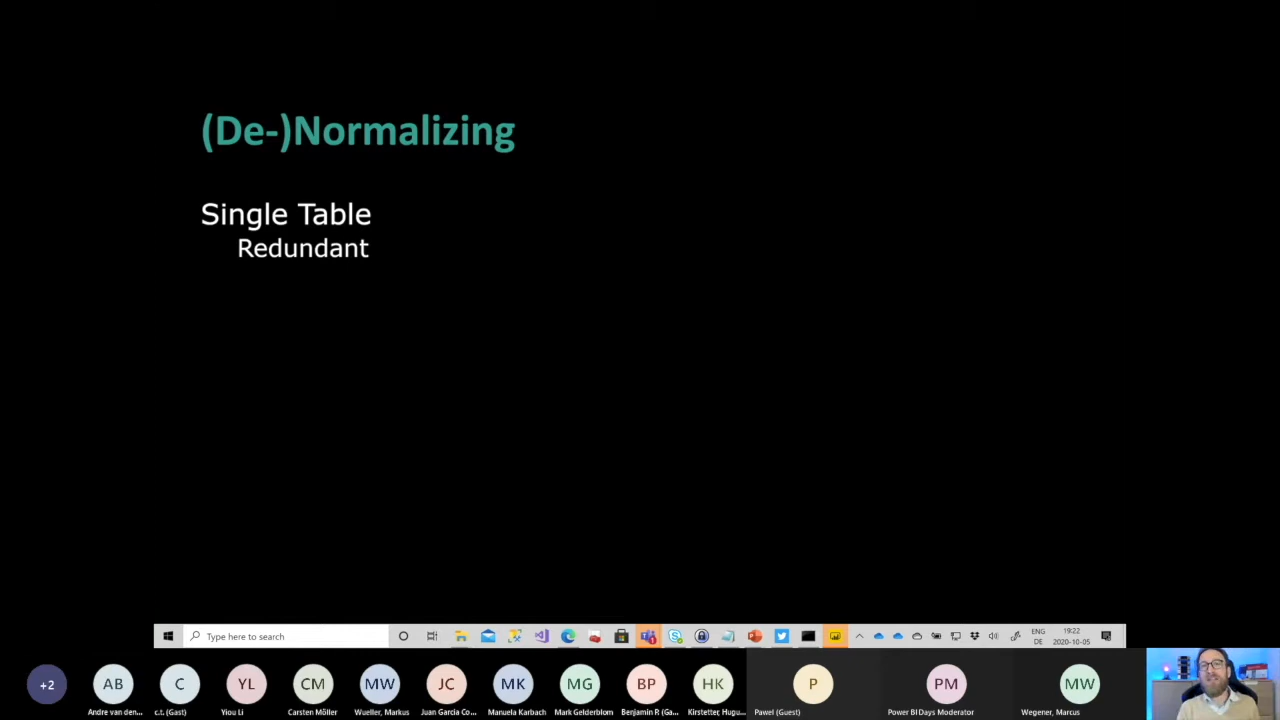 (De-)Normalizing
Single Table
Redundant
Type here to search
ENG
DE
19:22
2020-10-05
+2
AB
C
YL
CM
MW
JC
MK
MG
BP
HK
P
PM
MW
Andre van den...
c.t. (Gast)
Yiou Li
Carsten Möller
Wueller, Markus
Juan Garcia Co...
Manuela Karbach
Mark Gelderblom
Benjamin R (Ga...
Kirstetter, Hugu...
Pawel (Guest)
Power BI Days Moderator
Wegener, Marcus